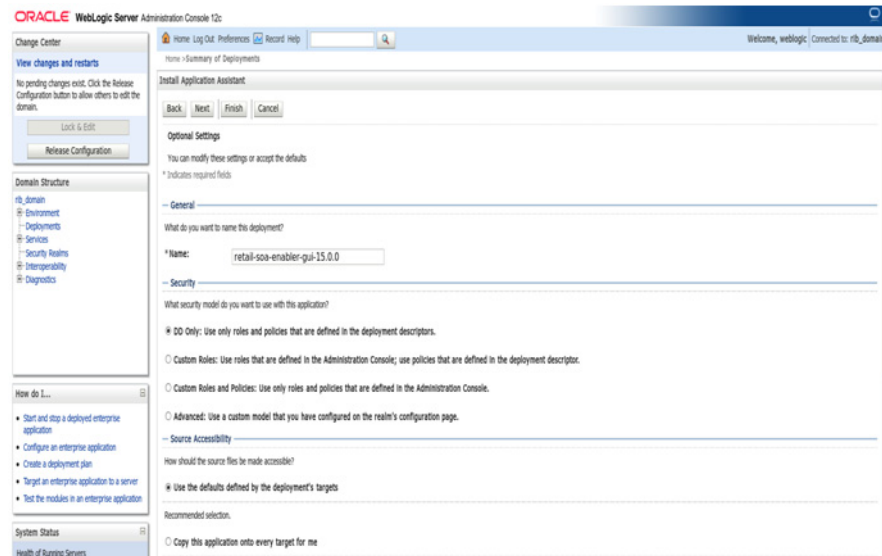 ORACLE WebLogic Server Administration Console 12c
Change Center
View changes and restarts
No pending changes exist. Click the Release
Configuration button to allow others to edit the
domain.
Lock & Edit
Release Configuration
Domain Structure
rib_domain
Environment
Deployments
Services
Security Realms
Interoperability
Diagnostics
How do I...
Start and stop a deployed enterprise
application
Configure an enterprise application
Create a deployment plan
Target an enterprise application to a server
Test the modules in an enterprise application
System Status
Health of Running Servers
Home Log Out Preferences Record Help
Welcome, weblogic Connected to: rib_domain
Home >Summary of Deployments
Install Application Assistant
Back Next Finish Cancel
Optional Settings
You can modify these settings or accept the defaults
* Indicates required fields
General
What do you want to name this deployment?
*Name: retail-soa-enabler-gui-15.0.0
Security
What security model do you want to use with this application?
DD Only: Use only roles and policies that are defined in the deployment descriptors.
Custom Roles: Use roles that are defined in the Administration Console; use policies that are defined in the deployment descriptor.
Custom Roles and Policies: Use only roles and policies that are defined in the Administration Console.
Advanced: Use a custom model that you have configured on the realm's configuration page.
Source Accessibility
How should the source files be made accessible?
Use the defaults defined by the deployment's targets
Recommended selection.
Copy this application onto every target for me